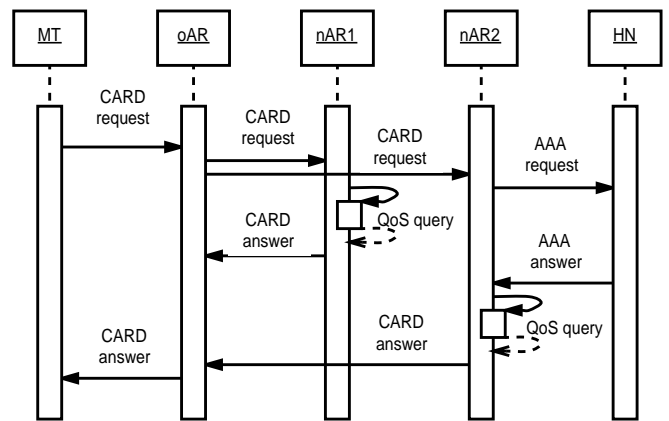 MT
oAR
nAR1
nAR2
HN
CARD
request
CARD
request
CARD
request
AAA
request
QoS query
CARD
answer
AAA
answer
QoS query
CARD
answer
CARD
answer